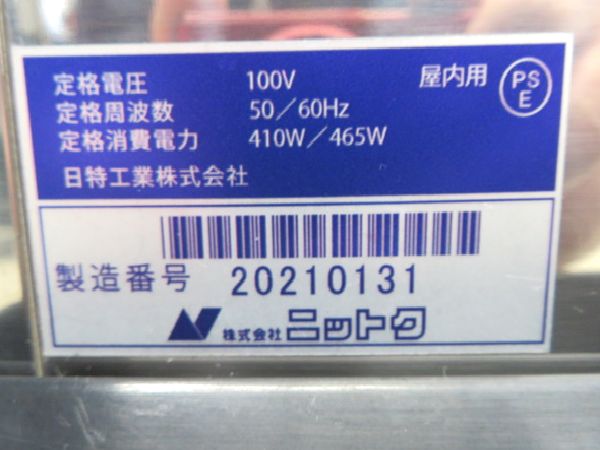 定格電圧 100V 屋内用 PSE
定格周波数 50／60Hz
定格消費電力 410W／465W
日特工業株式会社
製造番号 20210131
株式会社 ニットク